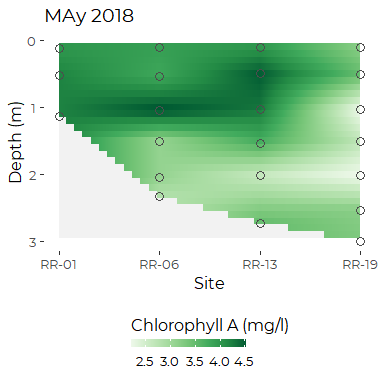 MAy 2018
Depth (m)
0
1
2
3
RR-01 RR-06 RR-13 RR-19
Site
Chlorophyll A (mg/l)
2.5 3.0 3.5 4.0 4.5